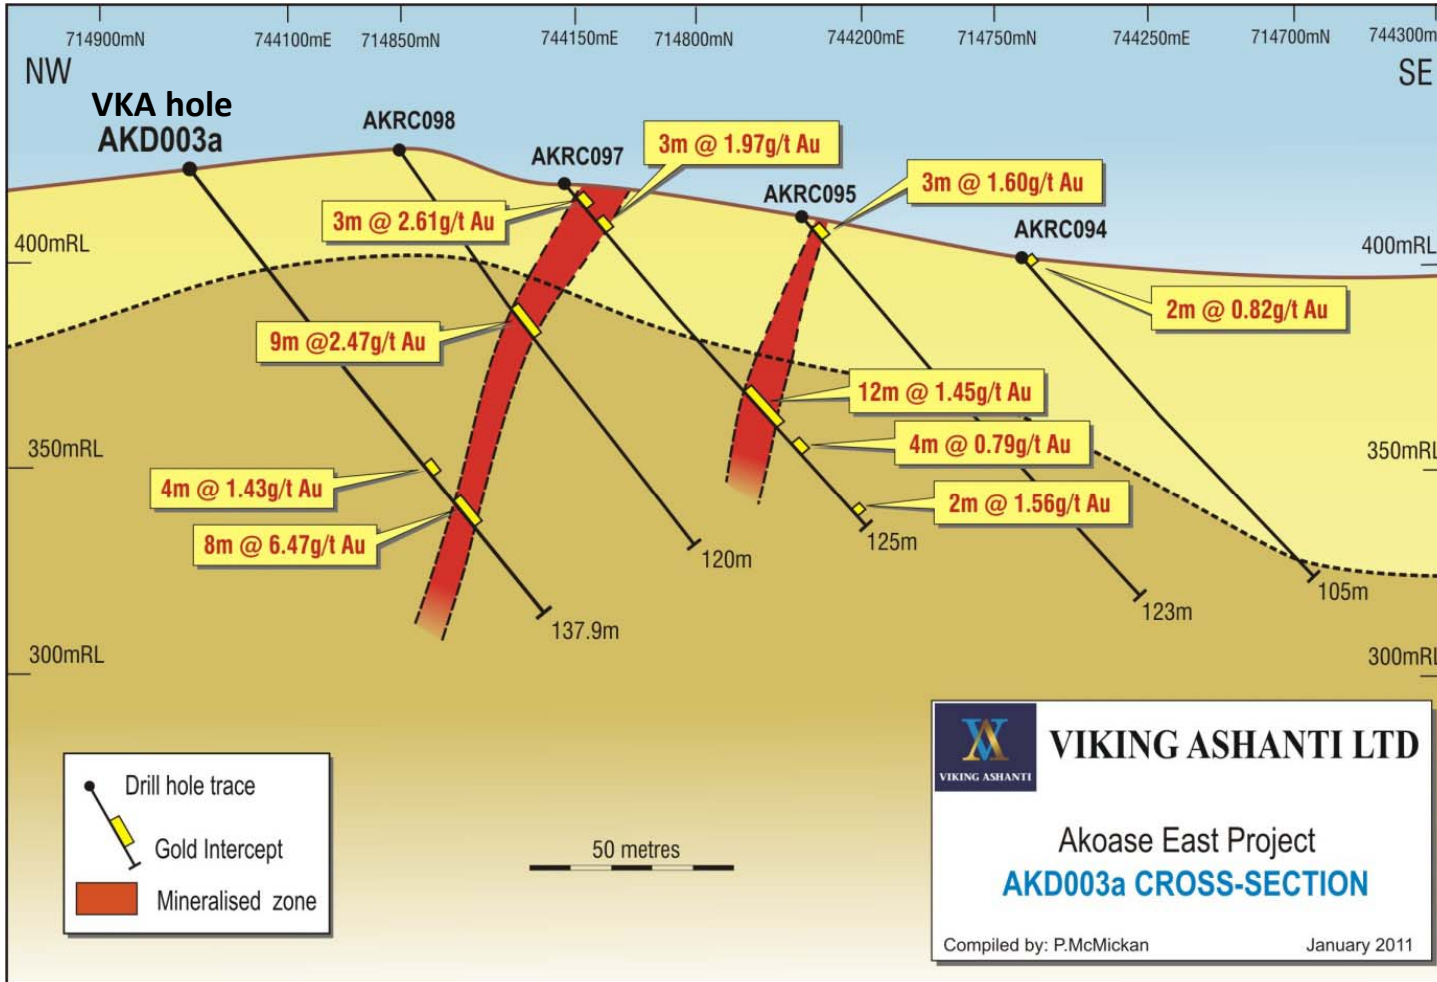 714900mN 744100mE 714850mN 744150mE 714800mN 744200mE 714750mN 744250mE 714700mN 744300m
NW
SE
VKA hole
AKD003a
AKRC098
AKRC097
AKRC095
AKRC094
3m @ 1.97g/t Au
3m @ 1.60g/t Au
3m @ 2.61g/t Au
400mRL
400mRL
2m @ 0.82g/t Au
9m @2.47g/t Au
12m @ 1.45g/t Au
4m @ 0.79g/t Au
350mRL
350mRL
4m @ 1.43g/t Au
2m @ 1.56g/t Au
8m @ 6.47g/t Au
125m
120m
105m
123m
137.9m
300mRL
300mRL
Drill hole trace
Gold Intercept
Mineralised zone
50 metres
VIKING ASHANTI
VIKING ASHANTI LTD
Akoase East Project
AKD003a CROSS-SECTION
Compiled by: P.McMickan January 2011